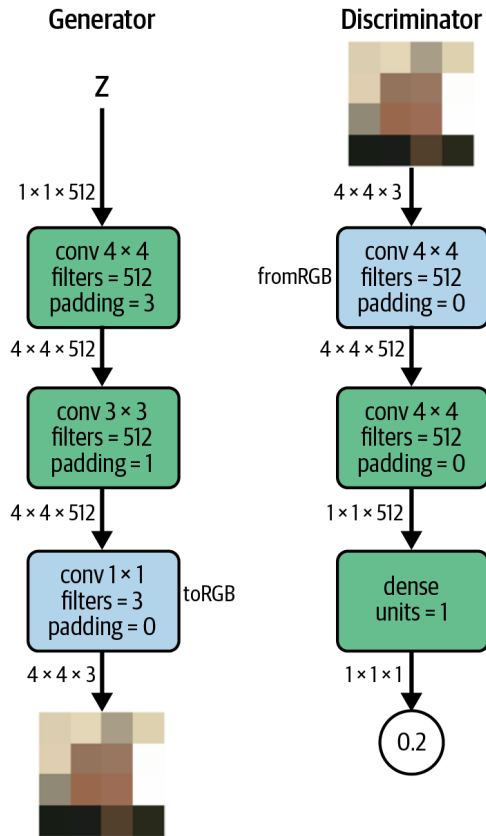 Generator
z
1 × 1 × 512
conv 4 × 4
filters = 512
padding = 3
4 × 4 × 512
conv 3 × 3
filters = 512
padding = 1
4 × 4 × 512
conv 1 × 1
filters = 3
padding = 0
toRGB
4 × 4 × 3
Discriminator
4 × 4 × 3
fromRGB
conv 4 × 4
filters = 512
padding = 0
4 × 4 × 512
conv 4 × 4
filters = 512
padding = 0
1 × 1 × 512
dense
units = 1
1 × 1 × 1
0.2